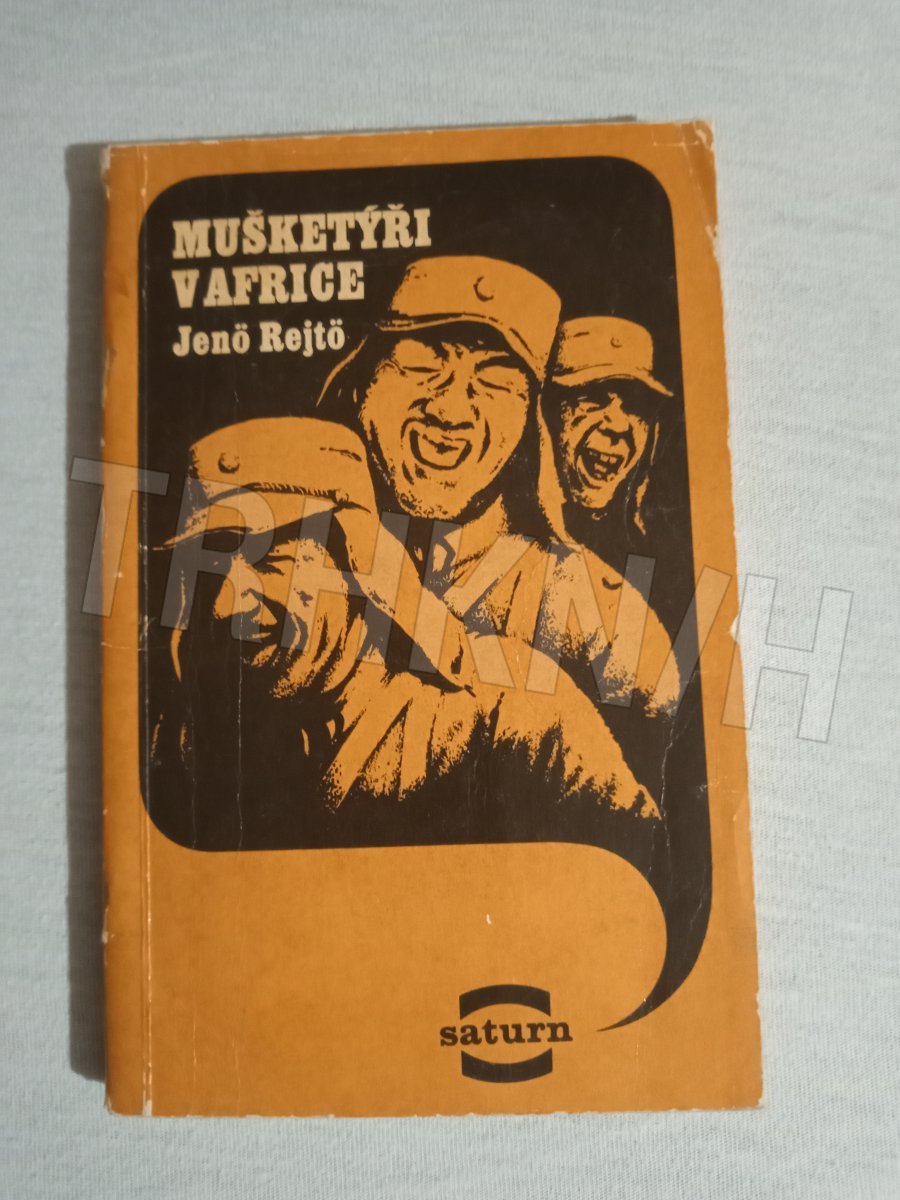 MUŠKETÝŘI
V AFRICE
Jenö Rejtö
TRHKNIH
saturn